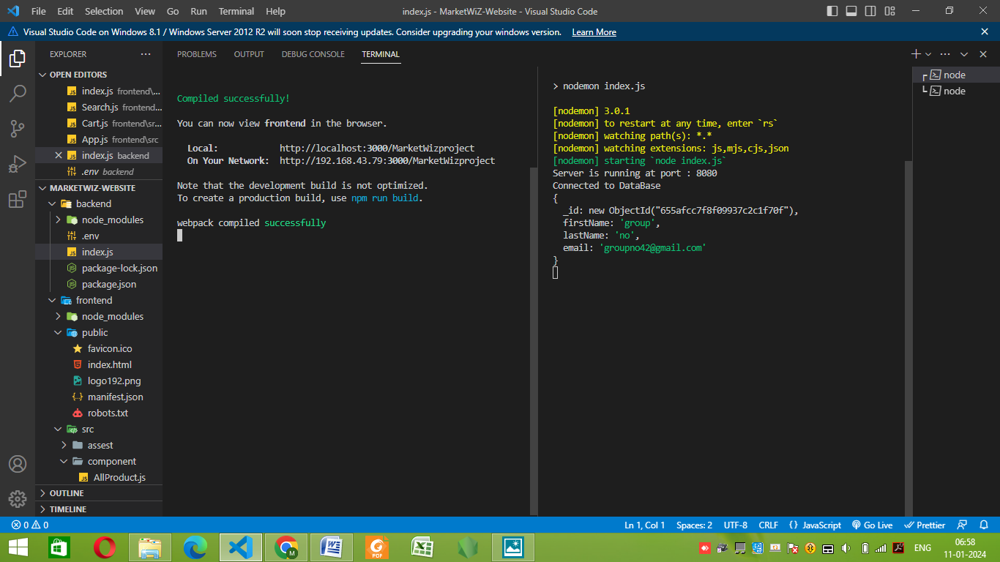 File Edit Selection View Go Run Terminal Help
index.js - MarketWiZ-Website - Visual Studio Code
Visual Studio Code on Windows 8.1 / Windows Server 2012 R2 will soon stop receiving updates. Consider upgrading your windows version. Learn More
EXPLORER
OPEN EDITORS
index.js frontend\...
Search.js frontend...
Cart.js frontend\sr...
App.js frontend\src
index.js backend
.env backend
MARKETWIZ-WEBSITE
backend
node_modules
.env
index.js
package-lock.json
package.json
frontend
node_modules
public
favicon.ico
index.html
logo192.png
manifest.json
robots.txt
src
assest
component
AllProduct.js
OUTLINE
TIMELINE
PROBLEMS OUTPUT DEBUG CONSOLE TERMINAL
Compiled successfully!
You can now view frontend in the browser.
Local: http://localhost:3000/MarketWizproject
On Your Network: http://192.168.43.79:3000/MarketWizproject
Note that the development build is not optimized.
To create a production build, use npm run build.
webpack compiled successfully
> nodemon index.js
[nodemon] 3.0.1
[nodemon] to restart at any time, enter `rs`
[nodemon] watching path(s): *.*
[nodemon] watching extensions: js,mjs,cjs,json
[nodemon] starting `node index.js`
Server is running at port : 8080
Connected to DataBase
{
_id: new ObjectId("655afcc7f8f09937c2c1f70f"),
firstName: 'group',
lastName: 'no',
email: 'groupno42@gmail.com'
}
node
node
0 0
Ln 1, Col 1 Spaces: 2 UTF-8 CRLF {} JavaScript Go Live Prettier
M
PDF
ENG
06:58
11-01-2024